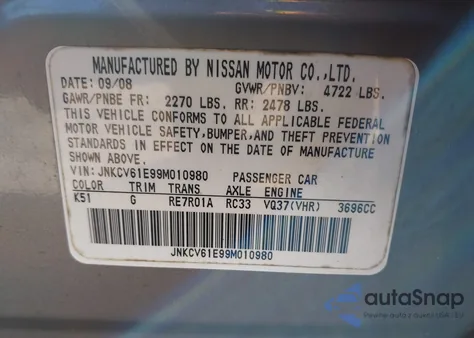 MANUFACTURED BY NISSAN MOTOR CO.,LTD.
DATE: 09/08 GVWR/PNBV: 4722 LBS.
GAWR/PNBE FR: 2270 LBS. RR: 2478 LBS.
THIS VEHICLE CONFORMS TO ALL APPLICABLE FEDERAL
MOTOR VEHICLE SAFETY,BUMPER,AND THEFT PREVENTION
STANDARDS IN EFFECT ON THE DATE OF MANUFACTURE
SHOWN ABOVE.
VIN: JNKCV61E99M010980 PASSENGER CAR
COLOR TRIM TRANS AXLE ENGINE
K51 G RE7R01A RC33 VQ37(VHR) 3696CC
JNKCV61E99M010980
autoSnap